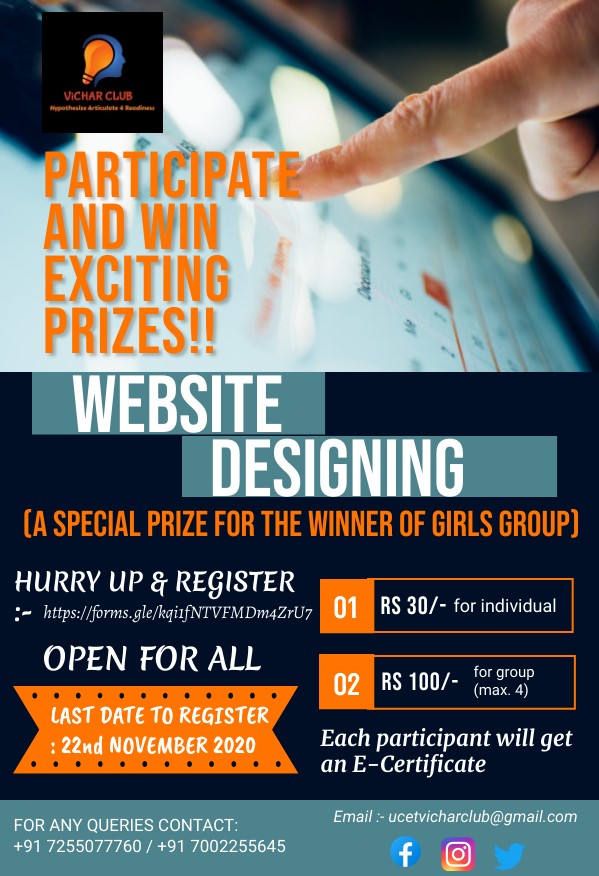 VICHAR CLUB
Hypothesize Articulate 4 Readiness
PARTICIPATE
AND WIN
EXCITING
PRIZES!!
WEBSITE
DESIGNING
(A SPECIAL PRIZE FOR THE WINNER OF GIRLS GROUP)
HURRY UP & REGISTER
:- https://forms.gle/kqi1fNTVFMDm4ZrU7
OPEN FOR ALL
LAST DATE TO REGISTER
: 22nd NOVEMBER 2020
01 RS 30/- for individual
02 RS 100/- for group
(max. 4)
Each participant will get
an E-Certificate
FOR ANY QUERIES CONTACT:
+91 7255077760 / +91 7002255645
Email :- ucetvicharclub@gmail.com